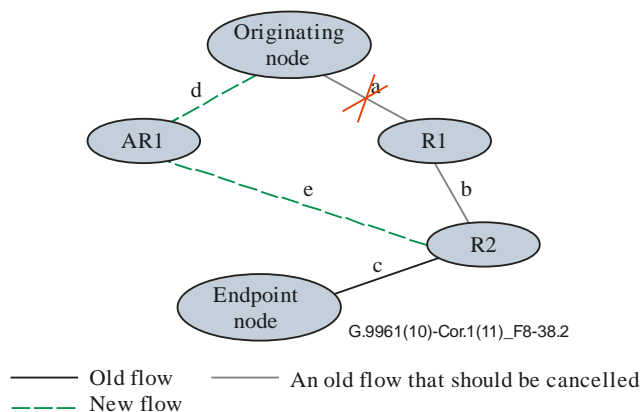 Originating
node
d
a
AR1
R1
e
b
R2
c
Endpoint
node
G.9961(10)-Cor.1(11)_F8-38.2
Old flow
An old flow that should be cancelled
New flow